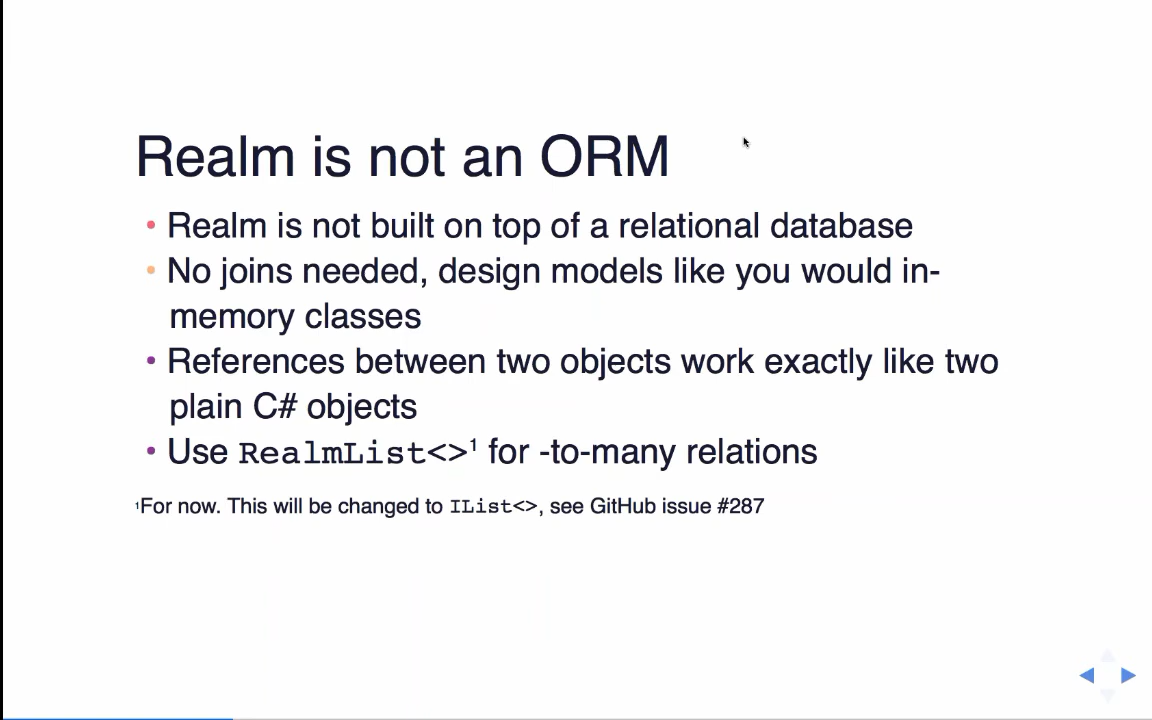 Realm is not an ORM
• Realm is not built on top of a relational database
• No joins needed, design models like you would in-
memory classes
• References between two objects work exactly like two
plain C# objects
• Use RealmList<>¹ for -to-many relations
¹For now. This will be changed to IList<>, see GitHub issue #287